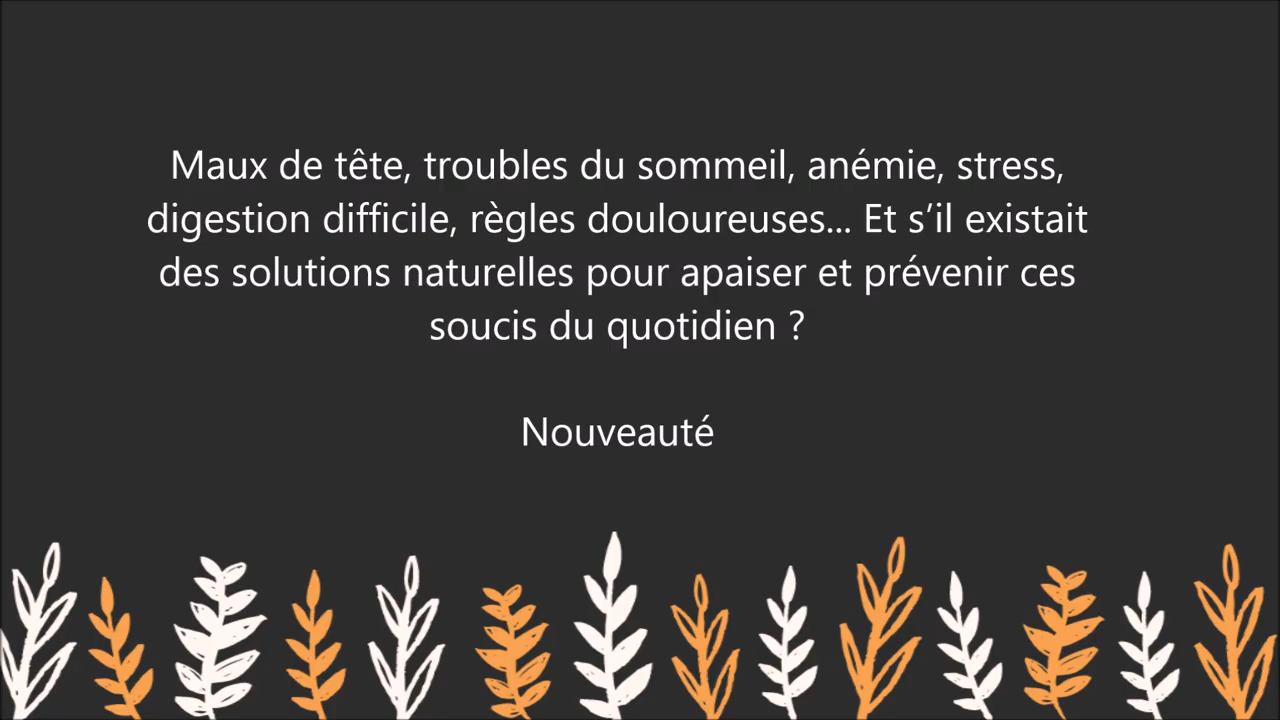 Maux de tête, troubles du sommeil, anémie, stress,
digestion difficile, règles douloureuses... Et s’il existait
des solutions naturelles pour apaiser et prévenir ces
soucis du quotidien ?
Nouveauté